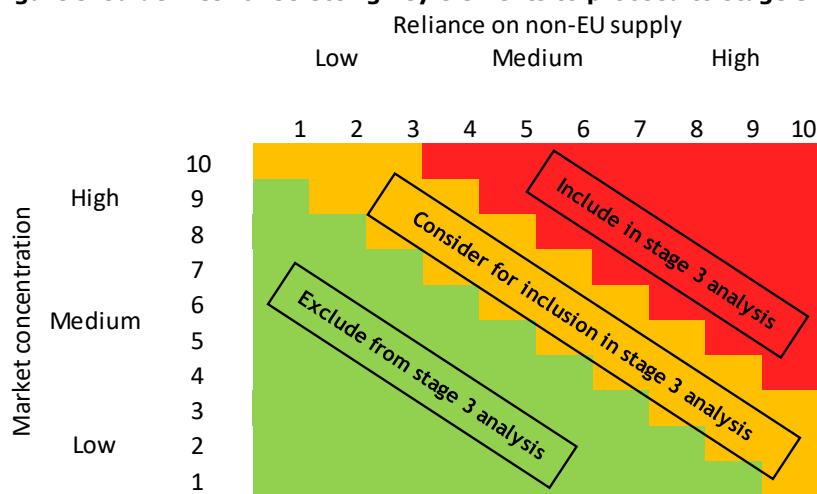 Reliance on non-EU supply
Low Medium High
1 2 3 4 5 6 7 8 9 10
10
High 9
8
7
Medium 6
5
4
3
Low 2
1
Market concentration
Include in stage 3 analysis
Consider for inclusion in stage 3 analysis
Exclude from stage 3 analysis